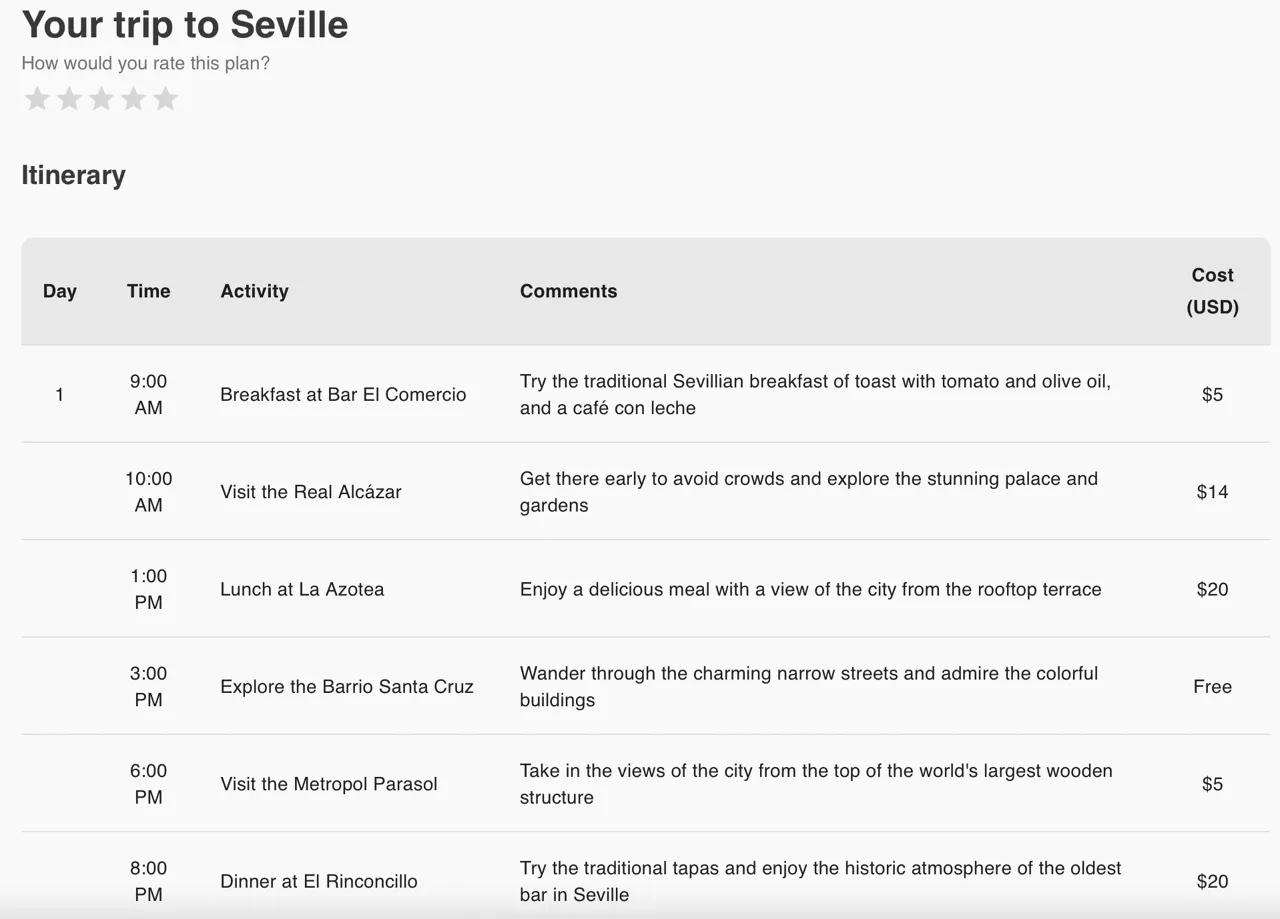 Your trip to Seville
How would you rate this plan?
Itinerary
Day Time Activity Comments Cost (USD)
1 9:00 AM Breakfast at Bar El Comercio Try the traditional Sevillian breakfast of toast with tomato and olive oil, and a café con leche $5
10:00 AM Visit the Real Alcázar Get there early to avoid crowds and explore the stunning palace and gardens $14
1:00 PM Lunch at La Azotea Enjoy a delicious meal with a view of the city from the rooftop terrace $20
3:00 PM Explore the Barrio Santa Cruz Wander through the charming narrow streets and admire the colorful buildings Free
6:00 PM Visit the Metropol Parasol Take in the views of the city from the top of the world's largest wooden structure $5
8:00 PM Dinner at El Rinconcillo Try the traditional tapas and enjoy the historic atmosphere of the oldest bar in Seville $20